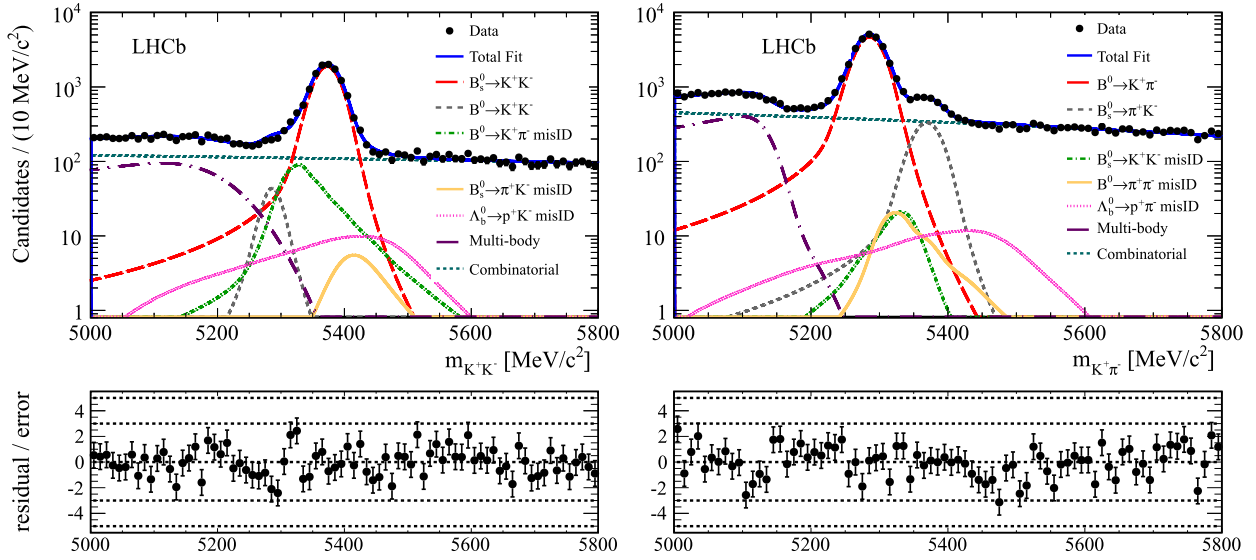 Candidates / (10 MeV/c²)
10⁴
10³
10²
10
1
LHCb
Data
Total Fit
B⁰ₛ→K⁺K⁻
B⁰→K⁺K⁻
B⁰→K⁺π⁻ misID
B⁰ₛ→π⁺K⁻ misID
Λ⁰b→p⁺K⁻ misID
Multi-body
Combinatorial
5000 5200 5400 5600 5800
m K⁺K⁻ [MeV/c²]
10⁴
10³
10²
10
1
LHCb
Data
Total Fit
B⁰→K⁺π⁻
B⁰ₛ→π⁺K⁻
B⁰ₛ→K⁺K⁻ misID
B⁰→π⁺π⁻ misID
Λ⁰b→p⁺π⁻ misID
Multi-body
Combinatorial
5000 5200 5400 5600 5800
m K⁺π⁻ [MeV/c²]
residual / error
4
2
0
-2
-4
5000 5200 5400 5600 5800
4
2
0
-2
-4
5000 5200 5400 5600 5800